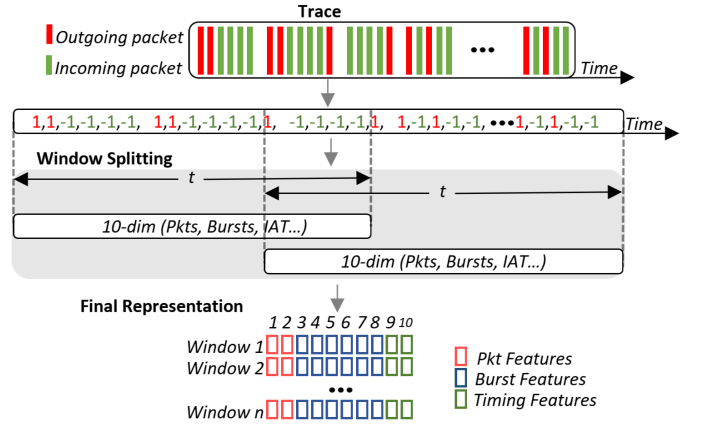 Trace
Outgoing packet
Incoming packet
•••
Time
1,1,-1,-1,-1,-1, 1,1,-1,-1,-1,-1,-1,1, -1,-1,-1,-1,1, 1,-1,1,-1,-1, •••1,-1,1,-1,-1
Time
Window Splitting
t
t
10-dim (Pkts, Bursts, IAT...)
10-dim (Pkts, Bursts, IAT...)
Final Representation
1 2 3 4 5 6 7 8 9 10
Window 1
Window 2
•••
Window n
Pkt Features
Burst Features
Timing Features